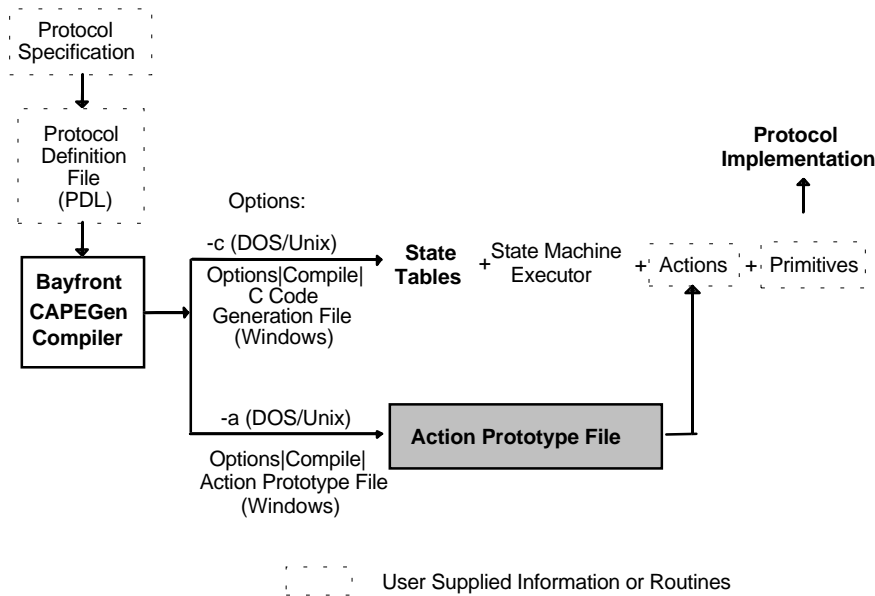 Protocol
Specification
Protocol
Definition
File
(PDL)
Bayfront
CAPEGen
Compiler
Options:
-c (DOS/Unix)
Options|Compile|
C Code
Generation File
(Windows)
State
Tables
+ State Machine
Executor
+ Actions + Primitives
Protocol
Implementation
-a (DOS/Unix)
Options|Compile|
Action Prototype File
(Windows)
Action Prototype File
User Supplied Information or Routines